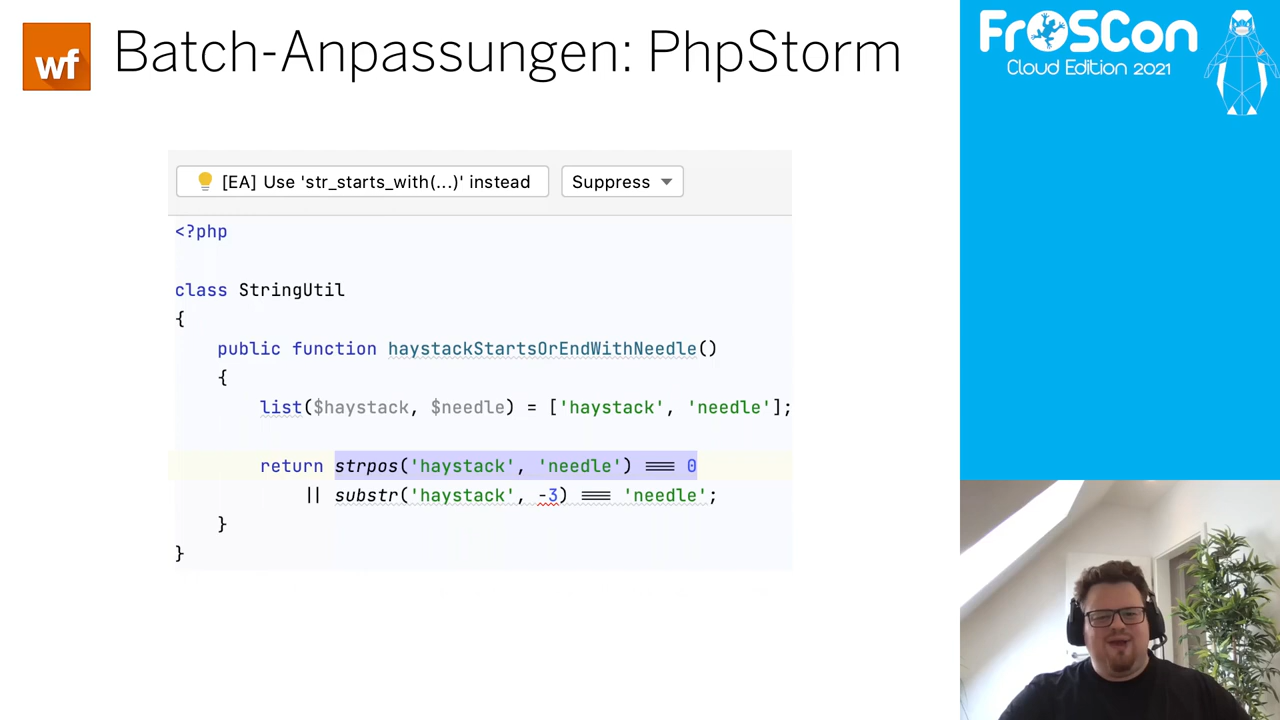 wf
Batch-Anpassungen: PhpStorm
FrOSCon
Cloud Edition 2021
[EA] Use 'str_starts_with(...)' instead
Suppress
<?php
class StringUtil
{
public function haystackStartsOrEndWithNeedle()
{
list($haystack, $needle) = ['haystack', 'needle'];
return strpos('haystack', 'needle') === 0
|| substr('haystack', -3) === 'needle';
}
}